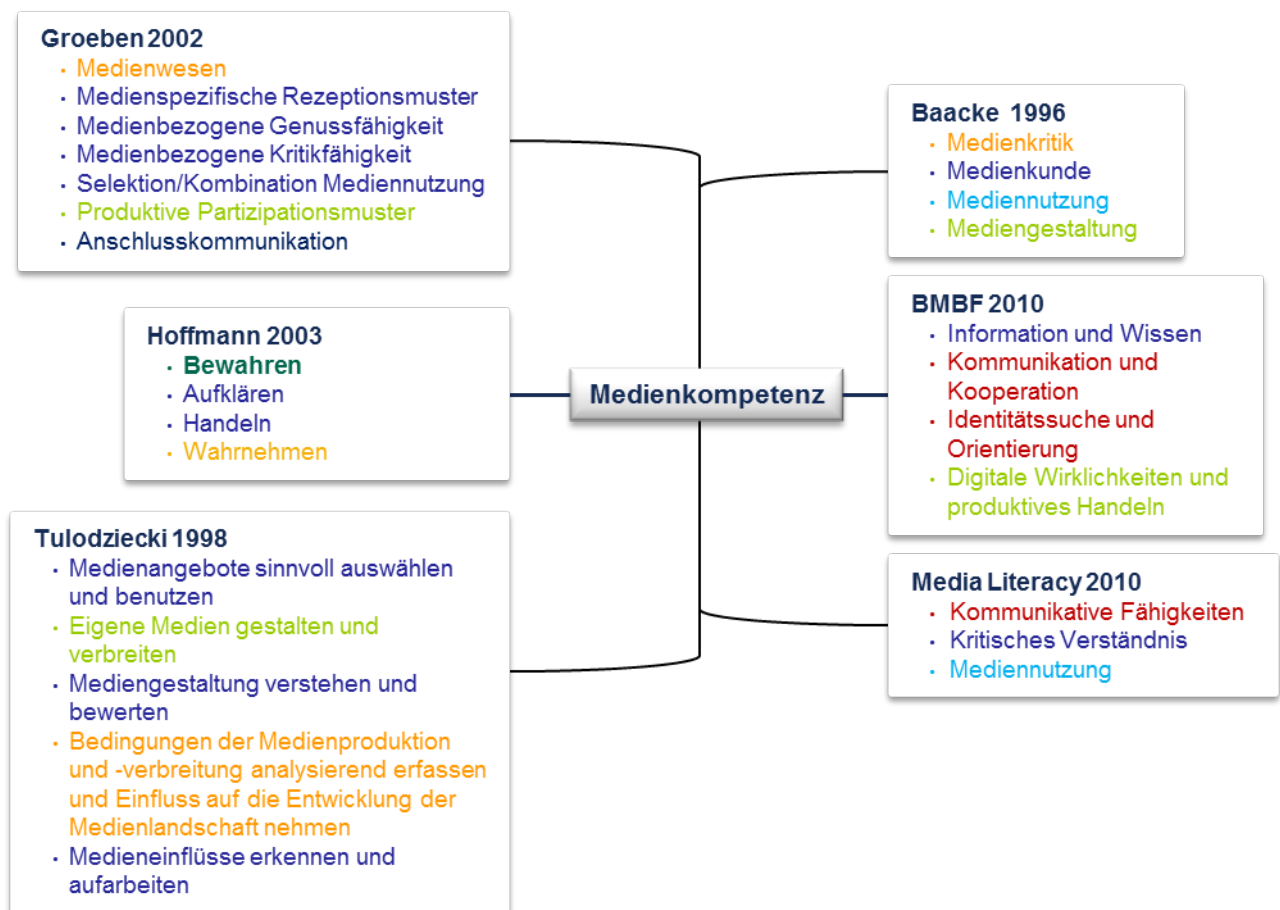 Groeben 2002
· Medienwesen
· Medienspezifische Rezeptionsmuster
· Medienbezogene Genussfähigkeit
· Medienbezogene Kritikfähigkeit
· Selektion/Kombination Mediennutzung
· Produktive Partizipationsmuster
· Anschlusskommunikation
Hoffmann 2003
· Bewahren
· Aufklären
· Handeln
· Wahrnehmen
Tulodziecki 1998
· Medienangebote sinnvoll auswählen
und benutzen
· Eigene Medien gestalten und
verbreiten
· Mediengestaltung verstehen und
bewerten
· Bedingungen der Medienproduktion
und -verbreitung analysierend erfassen
und Einfluss auf die Entwicklung der
Medienlandschaft nehmen
· Medieneinflüsse erkennen und
aufarbeiten
Medienkompetenz
Baacke 1996
· Medienkritik
· Medienkunde
· Mediennutzung
· Mediengestaltung
BMBF 2010
· Information und Wissen
· Kommunikation und
Kooperation
· Identitätssuche und
Orientierung
· Digitale Wirklichkeiten und
produktives Handeln
Media Literacy 2010
· Kommunikative Fähigkeiten
· Kritisches Verständnis
· Mediennutzung